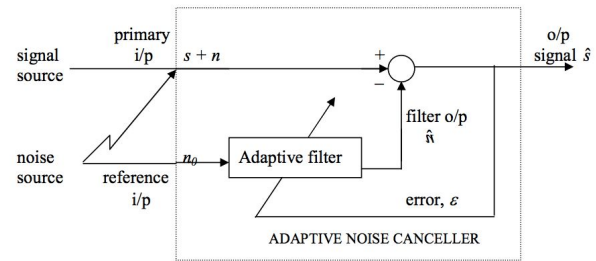 primary
i/p
signal
source
s + n
+
−
o/p
signal ŝ
filter o/p
n̂
noise
source
n₀
Adaptive filter
reference
i/p
error, ε
ADAPTIVE NOISE CANCELLER